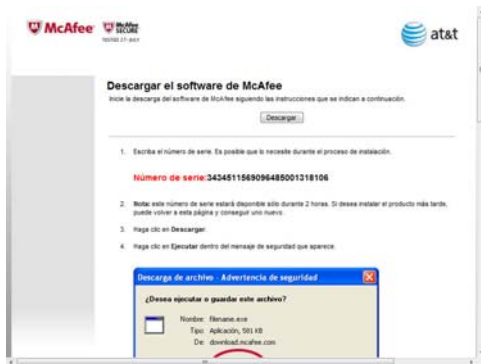 McAfee McAfee SECURE at&t
TESTED 27-JULY
Descargar el software de McAfee
Inicie la descarga del software de McAfee siguiendo las instrucciones que se indican a continuación.
Descargar
1. Escriba el número de serie. Es posible que lo necesite durante el proceso de instalación.
Número de serie:3434511569096485001318106
2. Nota: este número de serie estará disponible sólo durante 2 horas. Si desea instalar el producto más tarde,
puede volver a esta página y conseguir uno nuevo.
3. Haga clic en Descargar.
4. Haga clic en Ejecutar dentro del mensaje de seguridad que aparece.
Descarga de archivo - Advertencia de seguridad
¿Desea ejecutar o guardar este archivo?
Nombre: filename.exe
Tipo: Aplicación, 581 KB
De: download.mcafee.com